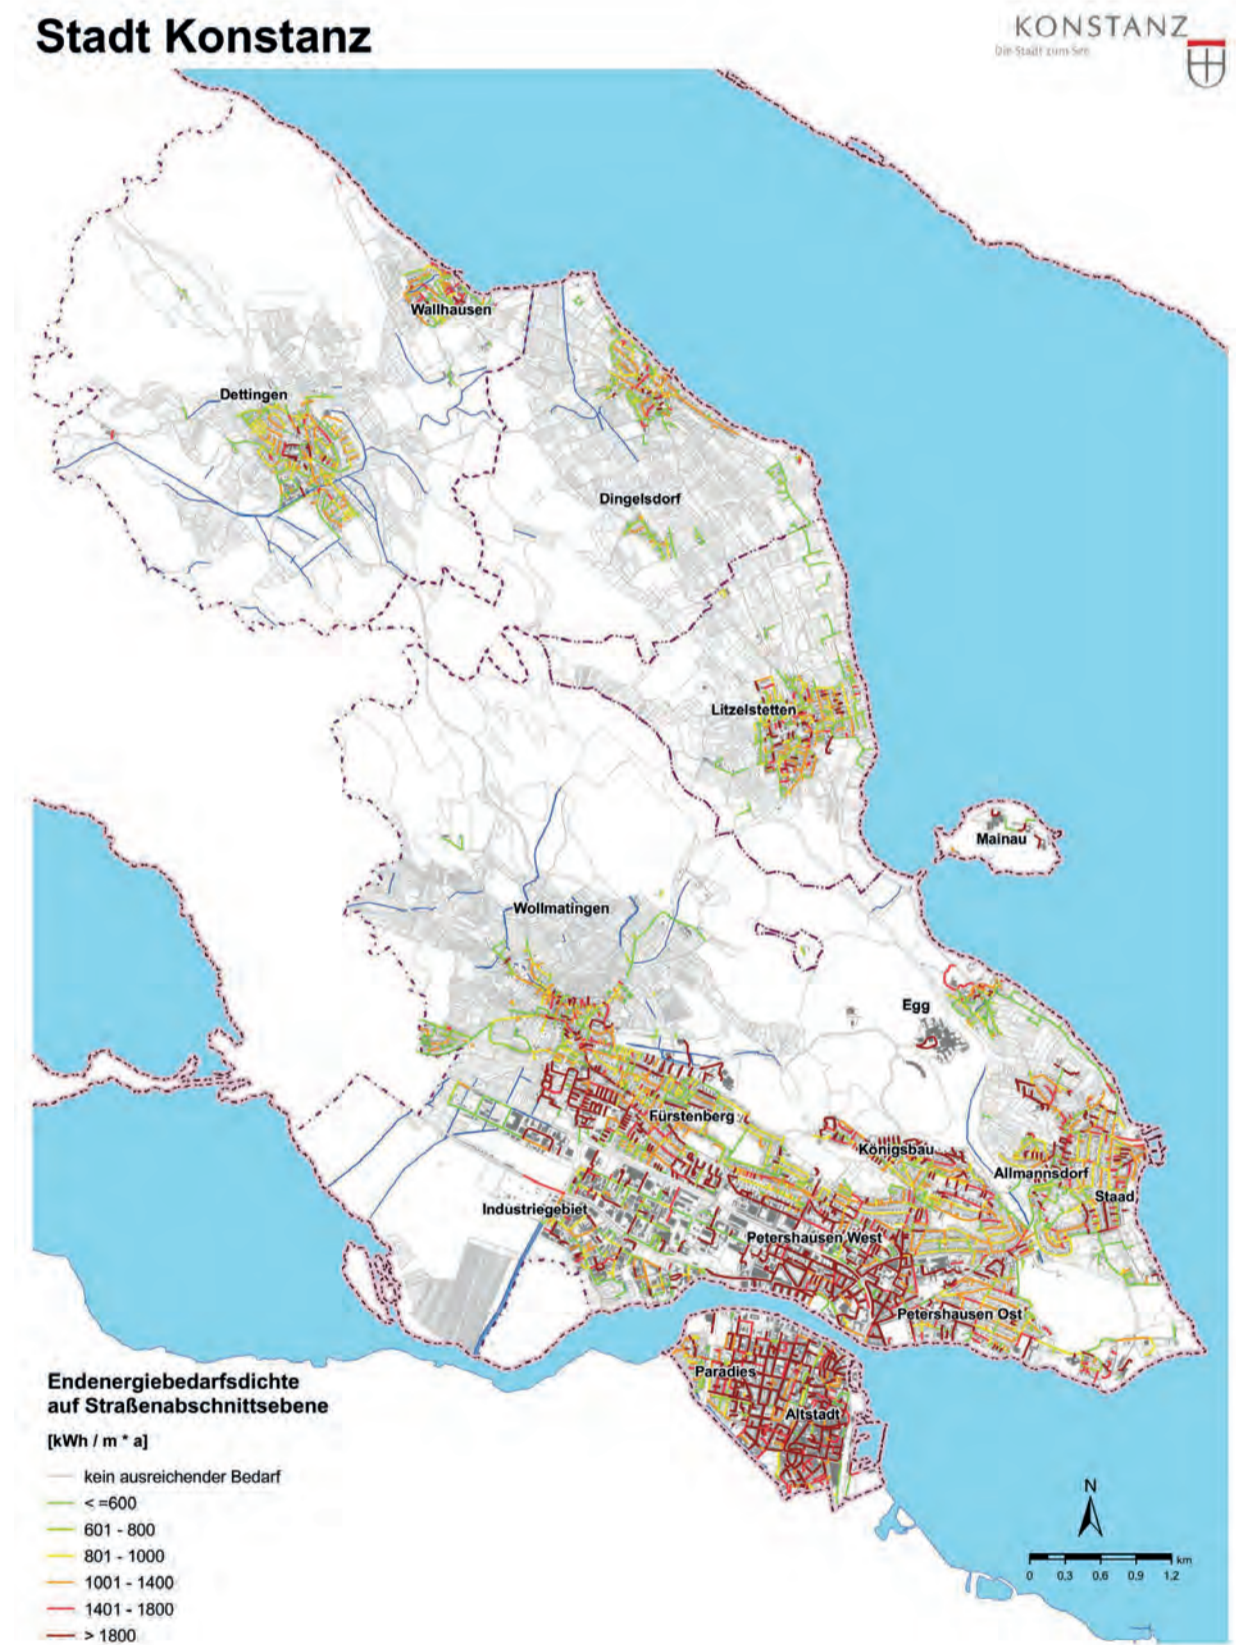 Stadt Konstanz
KONSTANZ
Die Stadt zum See
Wallhausen
Dettingen
Dingelsdorf
Litzelstetten
Mainau
Wollmatingen
Egg
Fürstenberg
Königsbau
Allmannsdorf
Staad
Industriegebiet
Petershausen West
Petershausen Ost
Paradies
Altstadt
Endenergiebedarfsdichte
auf Straßenabschnittsebene
[kWh / m * a]
kein ausreichender Bedarf
< =600
601 - 800
801 - 1000
1001 - 1400
1401 - 1800
> 1800
N
km
0 0,3 0,6 0,9 1,2